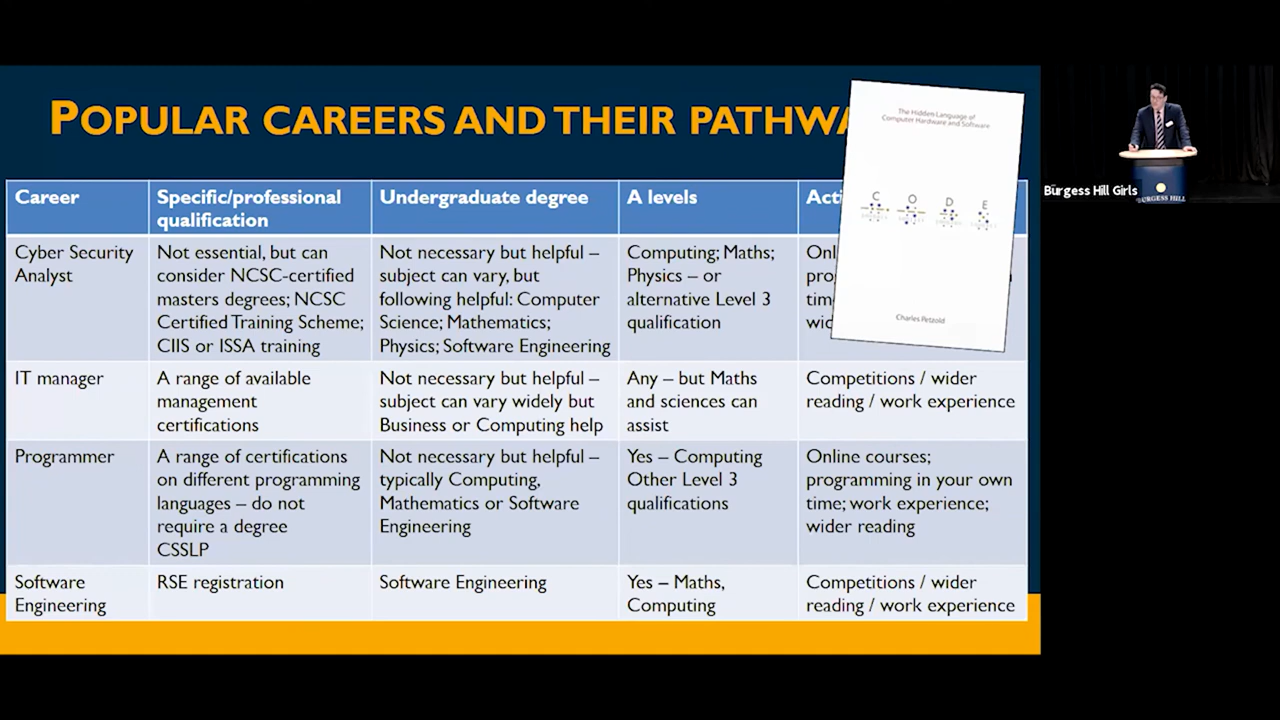 POPULAR CAREERS AND THEIR PATHWA
The Hidden Language of
Computer Hardware and Software
C O D E
Charles Petzold
Burgess Hill Girls
BURGESS HILL
Career
Specific/professional
qualification
Undergraduate degree
A levels
Acti
Cyber Security
Analyst
Not essential, but can
consider NCSC-certified
masters degrees; NCSC
Certified Training Scheme;
CIIS or ISSA training
Not necessary but helpful –
subject can vary, but
following helpful: Computer
Science; Mathematics;
Physics; Software Engineering
Computing; Maths;
Physics – or
alternative Level 3
qualification
Onl
pro
time
wid
IT manager
A range of available
management
certifications
Not necessary but helpful –
subject can vary widely but
Business or Computing help
Any – but Maths
and sciences can
assist
Competitions / wider
reading / work experience
Programmer
A range of certifications
on different programming
languages – do not
require a degree
CSSLP
Not necessary but helpful –
typically Computing,
Mathematics or Software
Engineering
Yes – Computing
Other Level 3
qualifications
Online courses;
programming in your own
time; work experience;
wider reading
Software
Engineering
RSE registration
Software Engineering
Yes – Maths,
Computing
Competitions / wider
reading / work experience